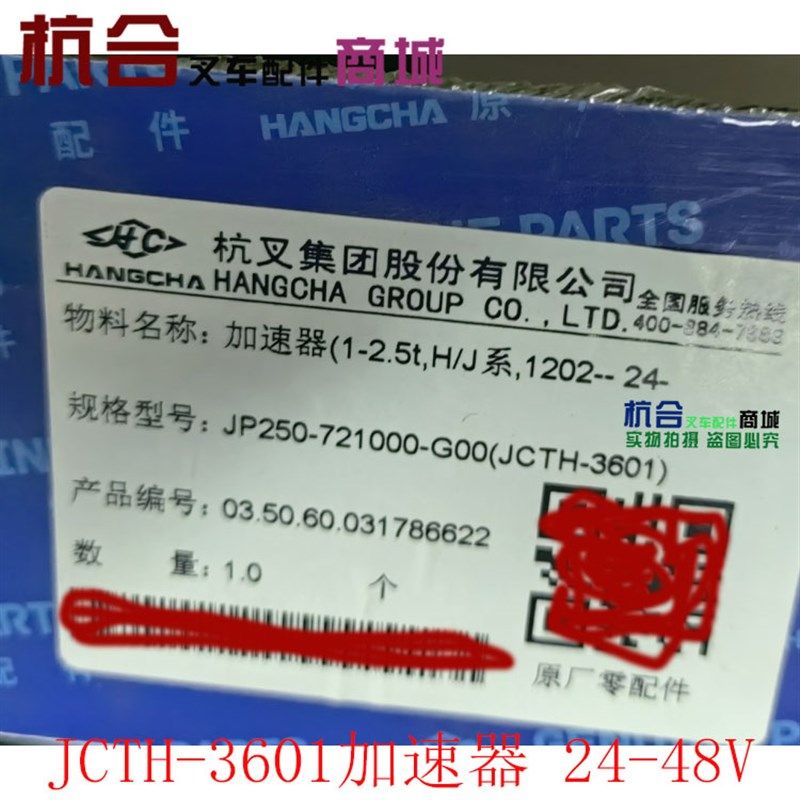 杭合叉车配件商城
PARTS
配 件 HANGCHA 原
PARTS
HC
HANGCHA
杭叉集团股份有限公司
HANGCHA GROUP CO.,LTD.
全国服务热线
物料名称: 加速器(1-2.5t,H/J系,1202-- 24-
规格型号: JP250-721000-G00(JCTH-3601)
杭合叉车配件商城
实物拍摄 盗图必究
产品编号: 03.50.60.031786622
数 量: 1.0 个
原厂零配件
JCTH-3601加速器 24-48V